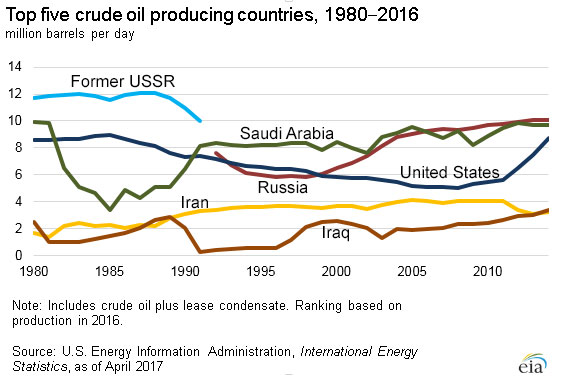 Top five crude oil producing countries, 1980–2016
million barrels per day
14
12
10
8
6
4
2
0
Former USSR
Saudi Arabia
Russia
United States
Iran
Iraq
1980 1985 1990 1995 2000 2005 2010
Note: Includes crude oil plus lease condensate. Ranking based on
production in 2016.
Source: U.S. Energy Information Administration, International Energy
Statistics, as of April 2017
eia